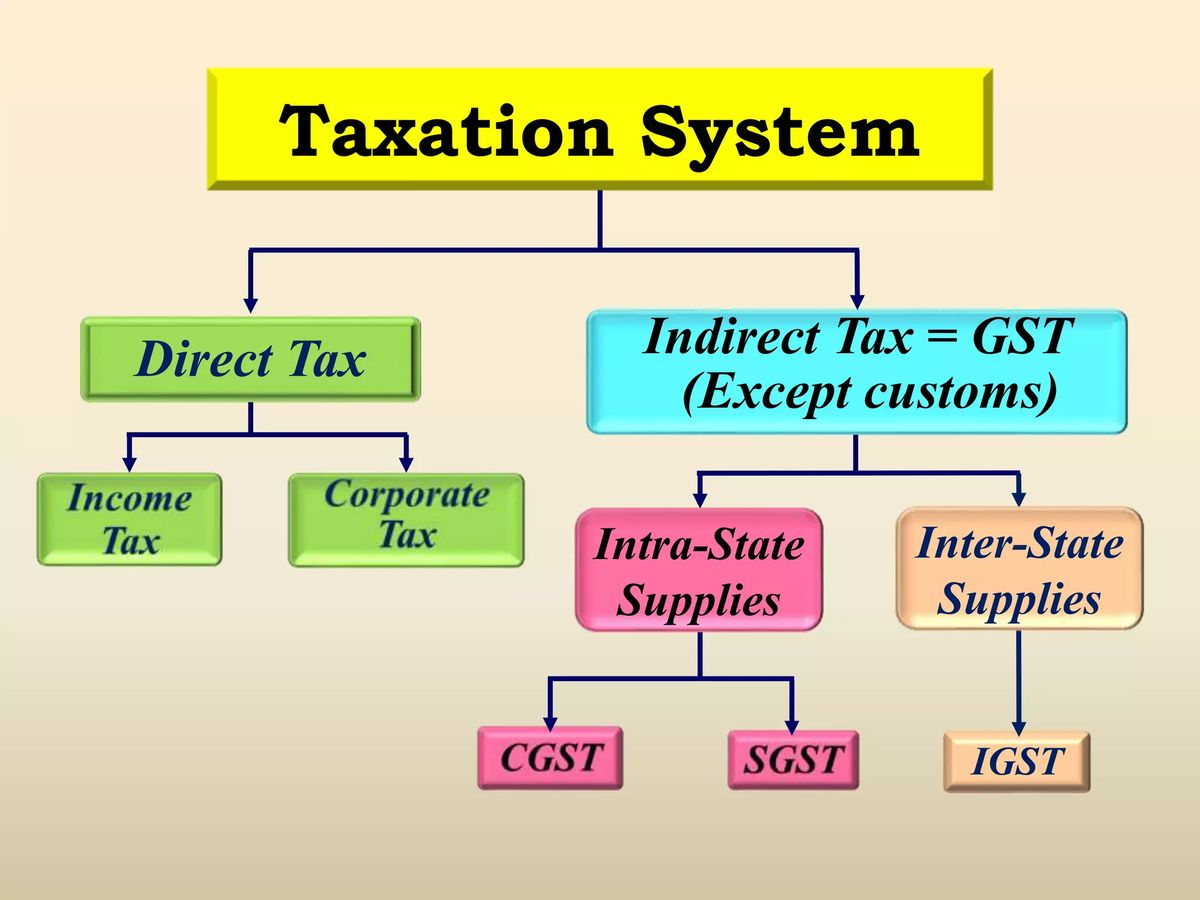 Taxation System
Direct Tax
Indirect Tax = GST
(Except customs)
Income
Tax
Corporate
Tax
Intra-State
Supplies
Inter-State
Supplies
CGST
SGST
IGST